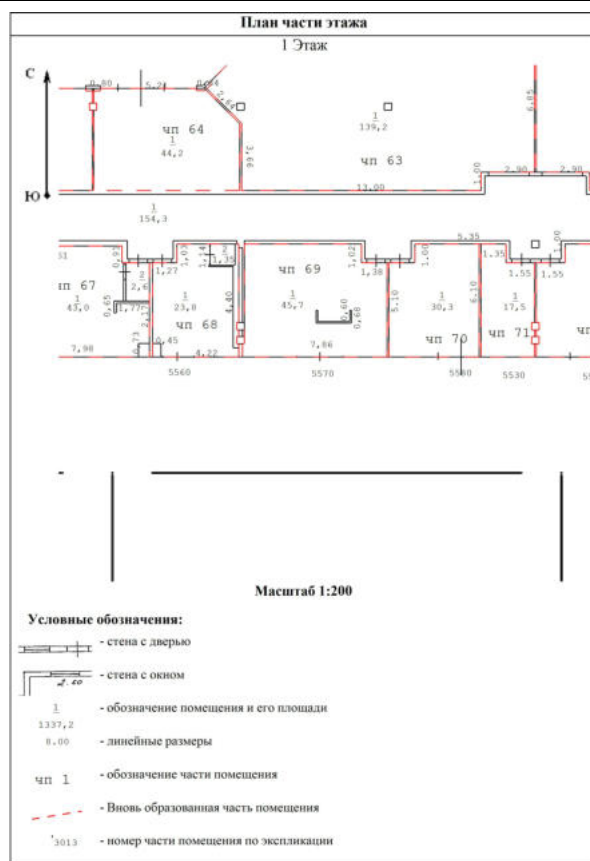 План части этажа
1 Этаж
С
0.80
5.2
0.84
2.64
чп 64
1
44,2
3.66
1
139,2
чп 63
6.85
1.00
2.90
2.90
Ю
13.00
1
154,3
5.35
0.91
1,27
1,03
1,14
2
1,35
1,02
1,38
1.00
1.35
1.55
1.55
1.00
чп 67
1
43,0
0,65
2
2,6
1,77
2,17
1
23,8
чп 68
4,40
чп 69
1
45,7
0,60
0,68
5.10
1
30,3
6.10
чп 70
1
17,5
чп 71
чп
7,98
0,73
0,45
4,22
7,86
5560
5570
5580
5530
Масштаб 1:200
Условные обозначения:
- стена с дверью
- стена с окном
2.20
1
1337,2
- обозначение помещения и его площади
8.00
- линейные размеры
чп 1
- обозначение части помещения
- Вновь образованная часть помещения
'3013
- номер части помещения по экспликации